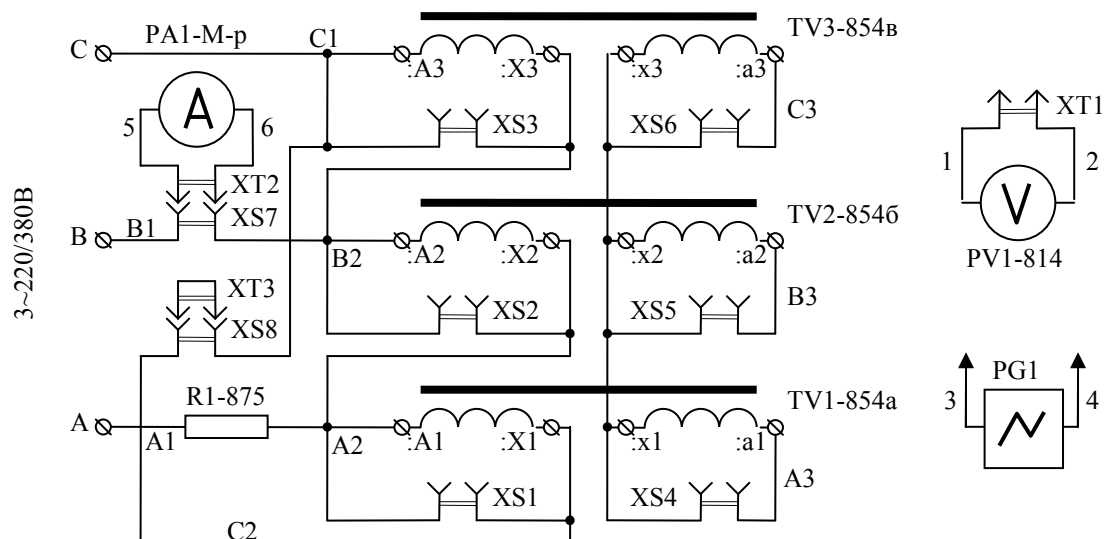 C PA1-M-p C1 TV3-854в
:A3 :X3 :x3 :a3
A
5 6 XS3 XS6 C3 XT1
1 2
XT2
XS7
V
B B1 B2 :A2 :X2 :x2 :a2 TV2-854б
PV1-814
3~220/380В
XT3 XS2 XS5 B3
XS8
R1-875 PG1
TV1-854а
3 4
A A1 A2 :A1 :X1 :x1 :a1
A3
XS1 XS4
C2